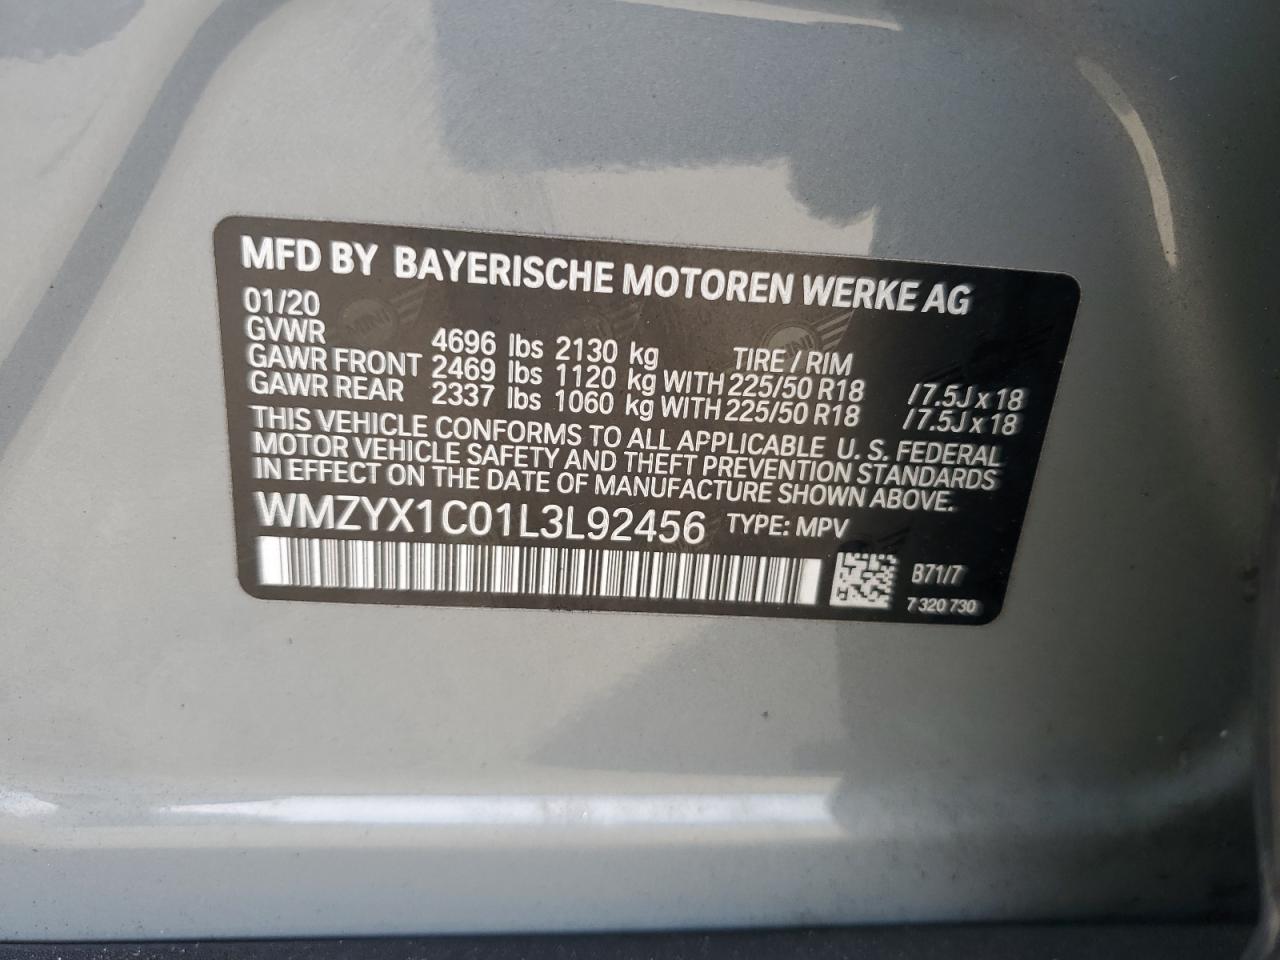 MFD BY BAYERISCHE MOTOREN WERKE AG
01/20
GVWR 4696 lbs 2130 kg TIRE / RIM
GAWR FRONT 2469 lbs 1120 kg WITH 225/50 R18 /7.5J x 18
GAWR REAR 2337 lbs 1060 kg WITH 225/50 R18 /7.5J x 18
THIS VEHICLE CONFORMS TO ALL APPLICABLE U. S. FEDERAL
MOTOR VEHICLE SAFETY AND THEFT PREVENTION STANDARDS
IN EFFECT ON THE DATE OF MANUFACTURE SHOWN ABOVE.
WMZYX1C01L3L92456 TYPE: MPV
B71/7
7 320 730
MINI
MINI